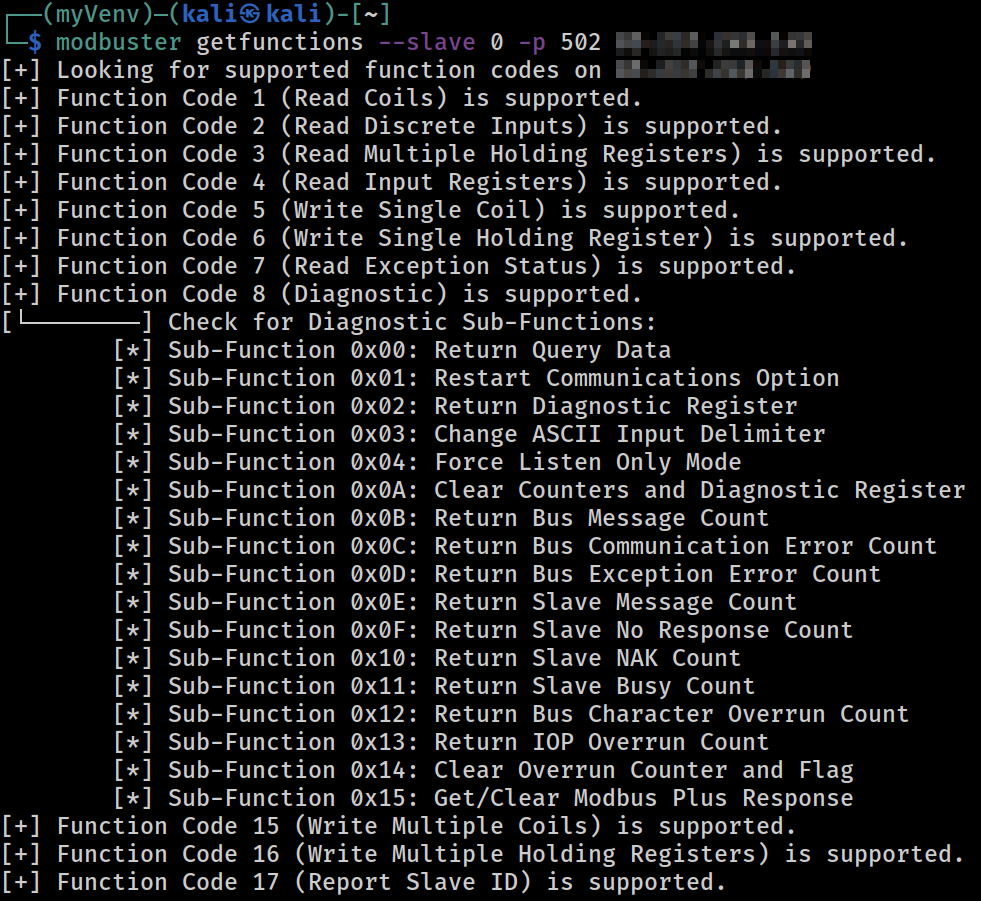 ┌──(myVenv)─(kali㉿kali)-[~]
└─$ modbuster getfunctions --slave 0 -p 502
[+] Looking for supported function codes on
[+] Function Code 1 (Read Coils) is supported.
[+] Function Code 2 (Read Discrete Inputs) is supported.
[+] Function Code 3 (Read Multiple Holding Registers) is supported.
[+] Function Code 4 (Read Input Registers) is supported.
[+] Function Code 5 (Write Single Coil) is supported.
[+] Function Code 6 (Write Single Holding Register) is supported.
[+] Function Code 7 (Read Exception Status) is supported.
[+] Function Code 8 (Diagnostic) is supported.
[└────────] Check for Diagnostic Sub-Functions:
[*] Sub-Function 0x00: Return Query Data
[*] Sub-Function 0x01: Restart Communications Option
[*] Sub-Function 0x02: Return Diagnostic Register
[*] Sub-Function 0x03: Change ASCII Input Delimiter
[*] Sub-Function 0x04: Force Listen Only Mode
[*] Sub-Function 0x0A: Clear Counters and Diagnostic Register
[*] Sub-Function 0x0B: Return Bus Message Count
[*] Sub-Function 0x0C: Return Bus Communication Error Count
[*] Sub-Function 0x0D: Return Bus Exception Error Count
[*] Sub-Function 0x0E: Return Slave Message Count
[*] Sub-Function 0x0F: Return Slave No Response Count
[*] Sub-Function 0x10: Return Slave NAK Count
[*] Sub-Function 0x11: Return Slave Busy Count
[*] Sub-Function 0x12: Return Bus Character Overrun Count
[*] Sub-Function 0x13: Return IOP Overrun Count
[*] Sub-Function 0x14: Clear Overrun Counter and Flag
[*] Sub-Function 0x15: Get/Clear Modbus Plus Response
[+] Function Code 15 (Write Multiple Coils) is supported.
[+] Function Code 16 (Write Multiple Holding Registers) is supported.
[+] Function Code 17 (Report Slave ID) is supported.